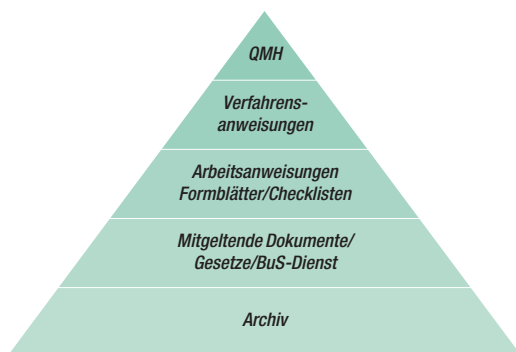 QMH
Verfahrens-
anweisungen
Arbeitsanweisungen
Formblätter/Checklisten
Mitgeltende Dokumente/
Gesetze/BuS-Dienst
Archiv